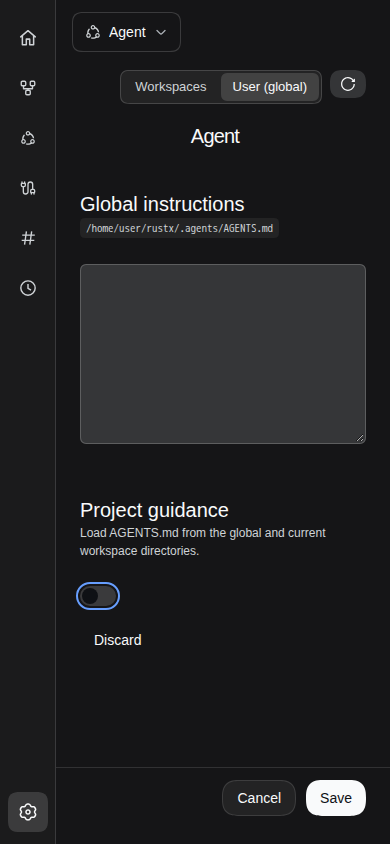 Agent
Workspaces
User (global)
Agent
Global instructions
/home/user/rustx/.agents/AGENTS.md
Project guidance
Load AGENTS.md from the global and current
workspace directories.
Discard
Cancel
Save